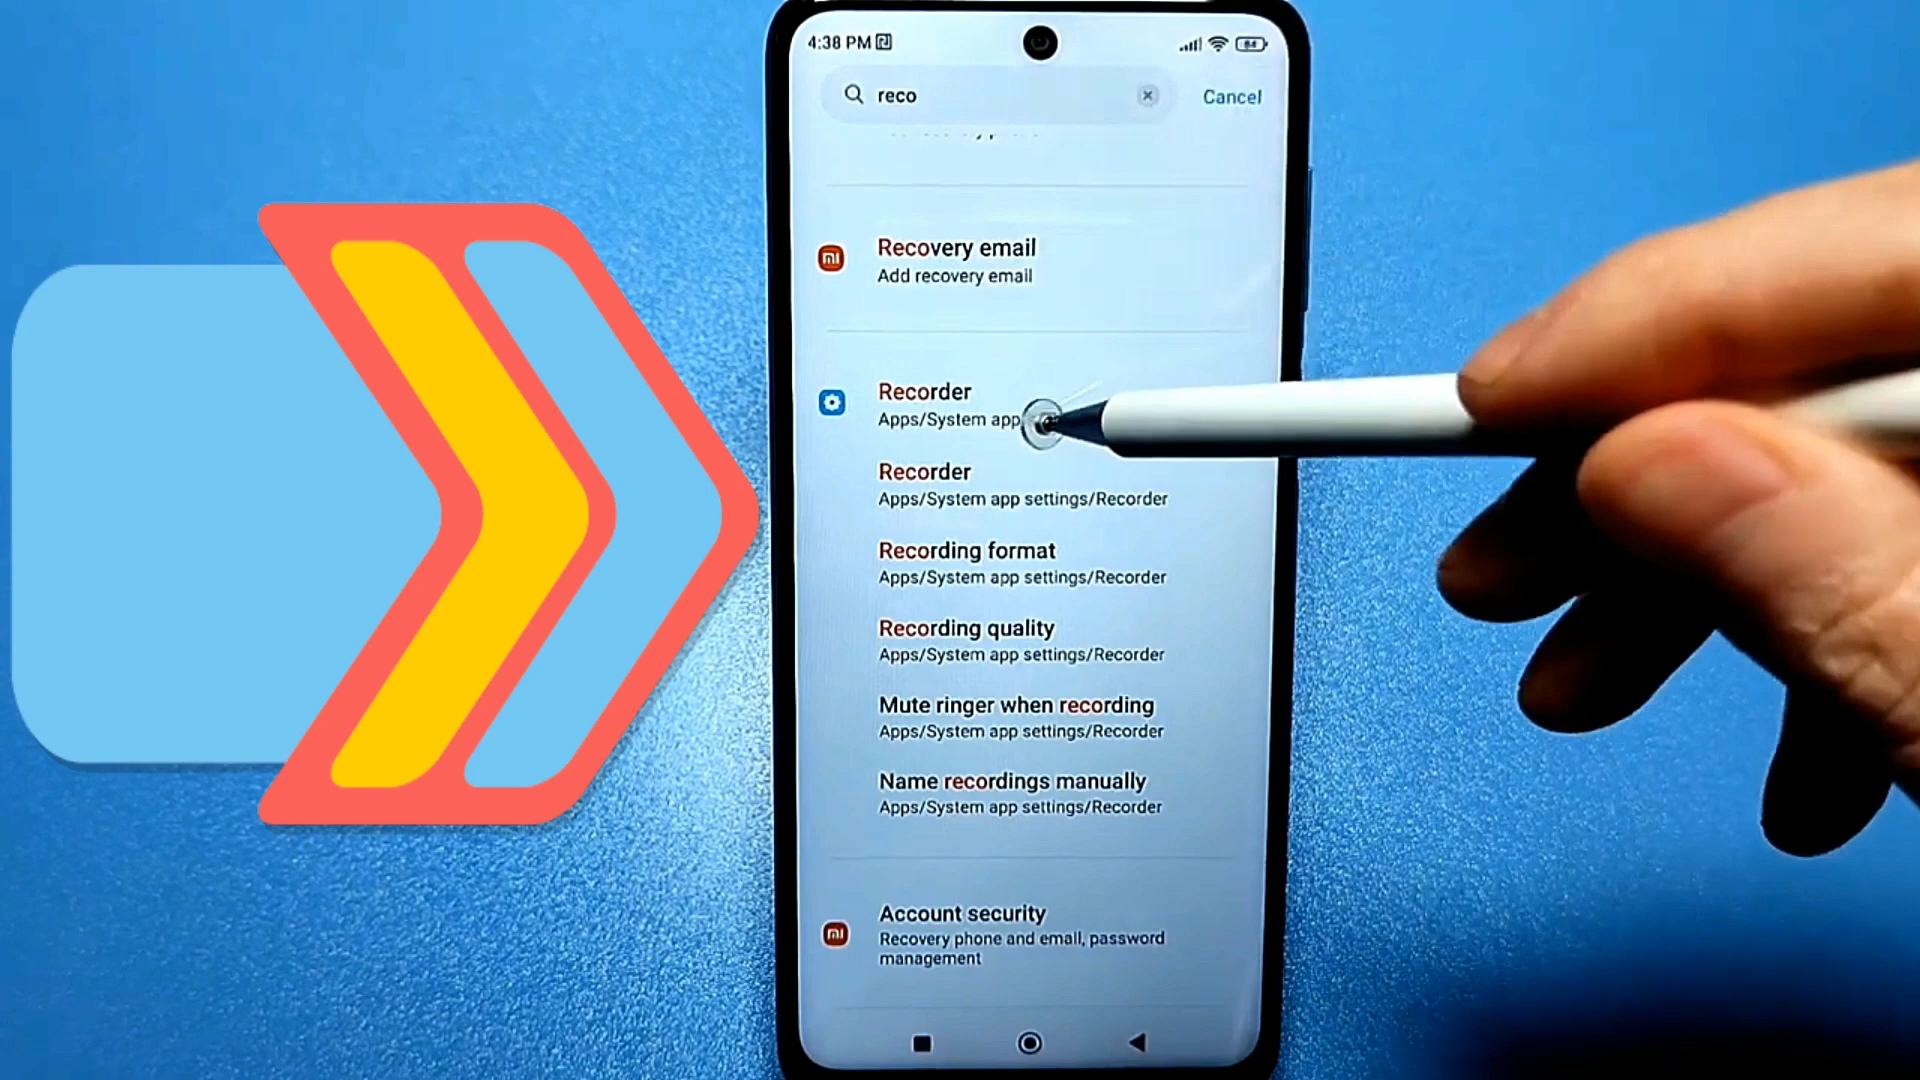 4:38 PM
84
reco
Cancel
Recovery email
Add recovery email
Recorder
Apps/System app
Recorder
Apps/System app settings/Recorder
Recording format
Apps/System app settings/Recorder
Recording quality
Apps/System app settings/Recorder
Mute ringer when recording
Apps/System app settings/Recorder
Name recordings manually
Apps/System app settings/Recorder
Account security
Recovery phone and email, password
management